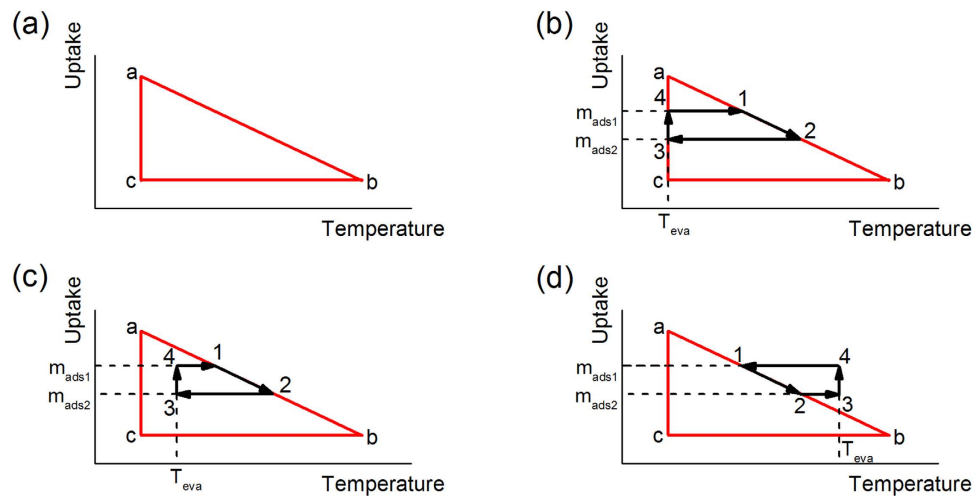 (a)
Uptake
a
c
b
Temperature
(b)
Uptake
a
4
1
m_ads1
2
m_ads2
3
c
b
Temperature
T_eva
(c)
Uptake
a
4
1
m_ads1
2
m_ads2
3
c
b
T_eva
Temperature
(d)
Uptake
a
1
4
m_ads1
m_ads2
2
3
c
b
T_eva
Temperature